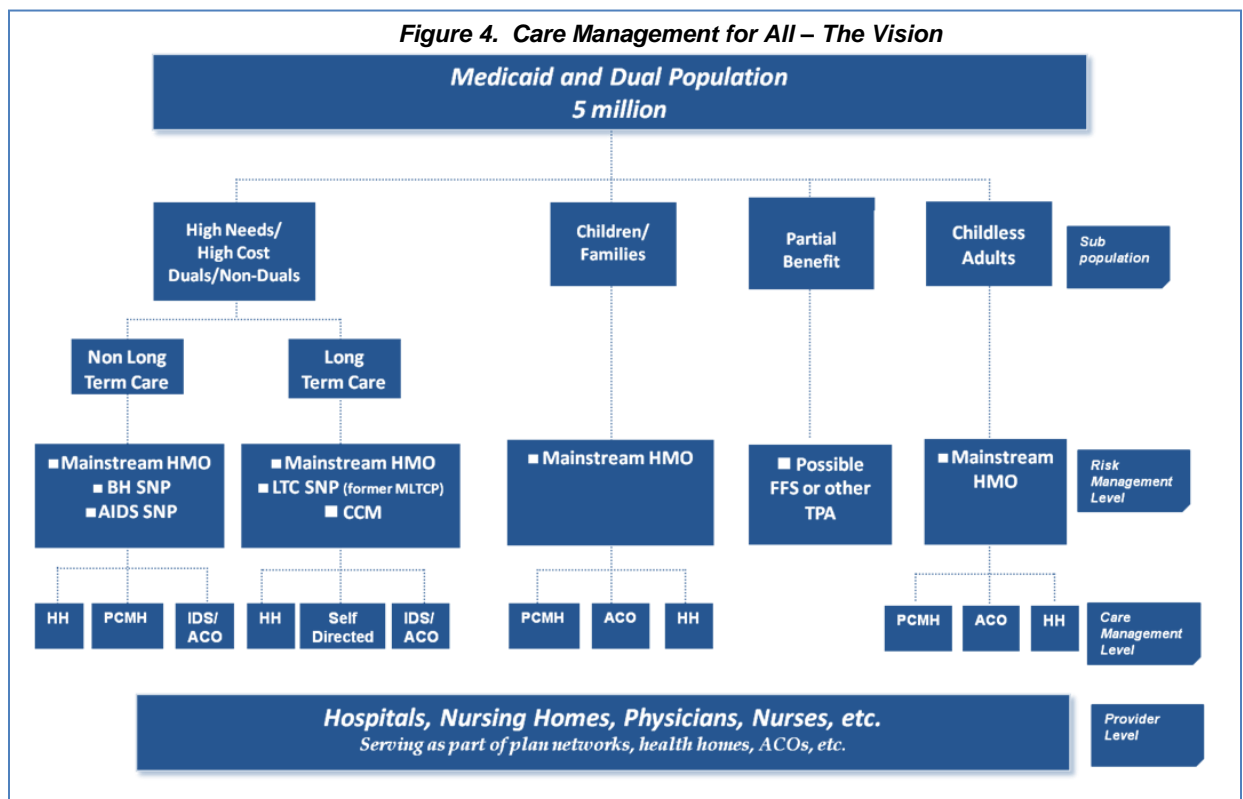 Figure 4. Care Management for All – The Vision
Medicaid and Dual Population
5 million
High Needs/
High Cost
Duals/Non-Duals
Children/
Families
Partial
Benefit
Childless
Adults
Sub
population
Non Long
Term Care
Long
Term Care
■ Mainstream HMO
■ BH SNP
■ AIDS SNP
■ Mainstream HMO
■ LTC SNP (former MLTCP)
■ CCM
■ Mainstream HMO
■ Possible
FFS or other
TPA
■ Mainstream
HMO
Risk
Management
Level
HH
PCMH
IDS/
ACO
HH
Self
Directed
IDS/
ACO
PCMH
ACO
HH
PCMH
ACO
HH
Care
Management
Level
Hospitals, Nursing Homes, Physicians, Nurses, etc.
Serving as part of plan networks, health homes, ACOs, etc.
Provider
Level